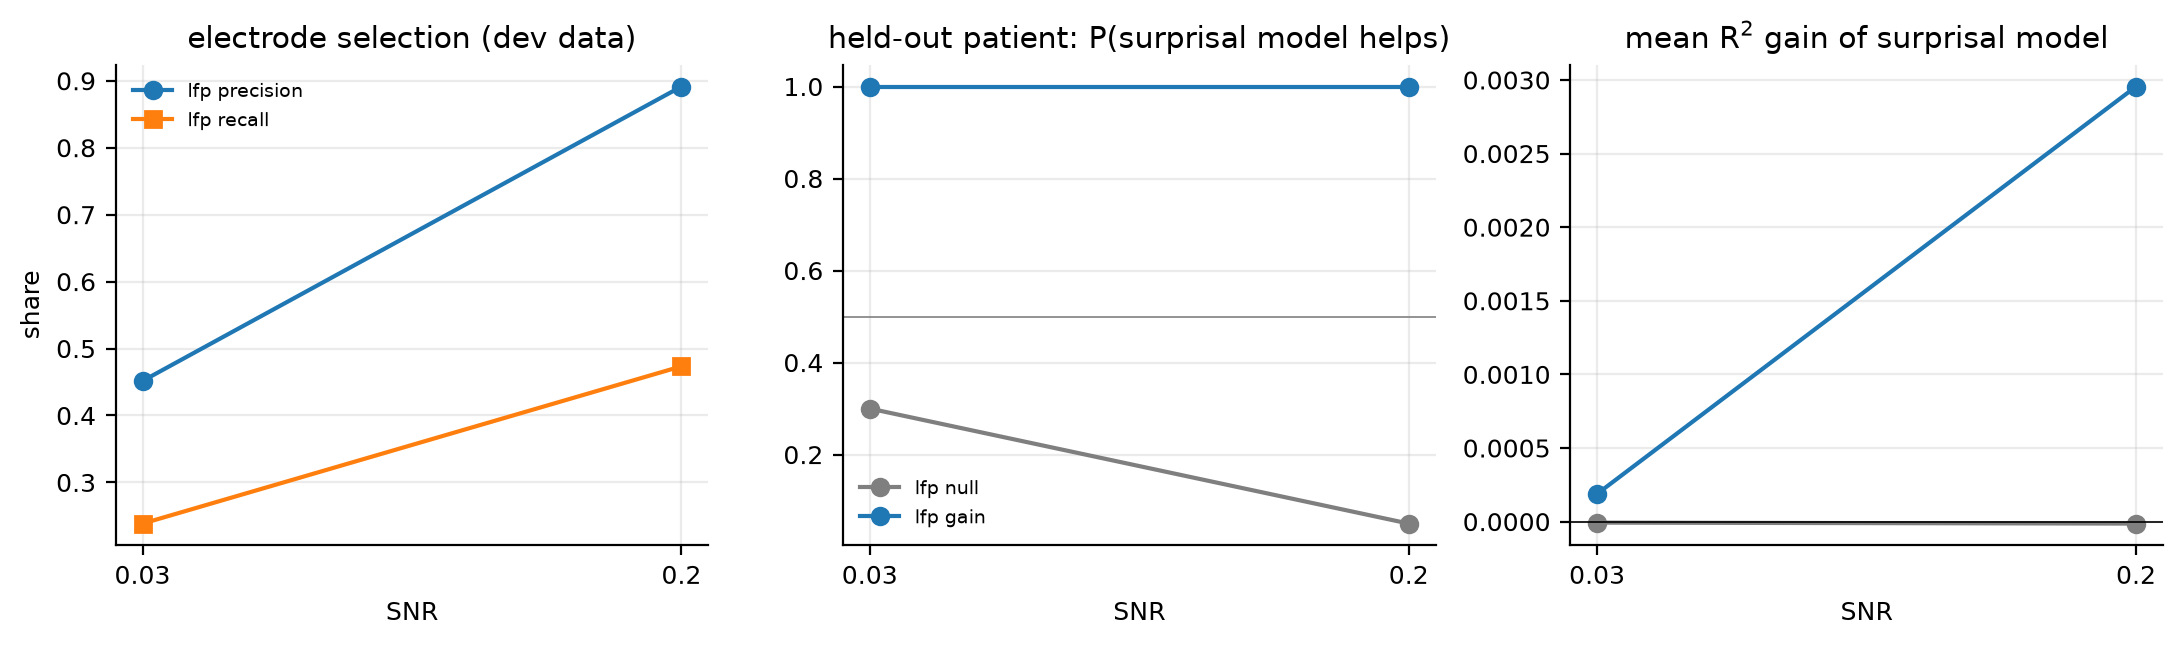 electrode selection (dev data)
share
0.9
0.8
0.7
0.6
0.5
0.4
0.3
lfp precision
lfp recall
0.03
0.2
SNR
held-out patient: P(surprisal model helps)
1.0
0.8
0.6
0.4
0.2
lfp null
lfp gain
0.03
0.2
SNR
mean R² gain of surprisal model
0.0030
0.0025
0.0020
0.0015
0.0010
0.0005
0.0000
0.03
0.2
SNR